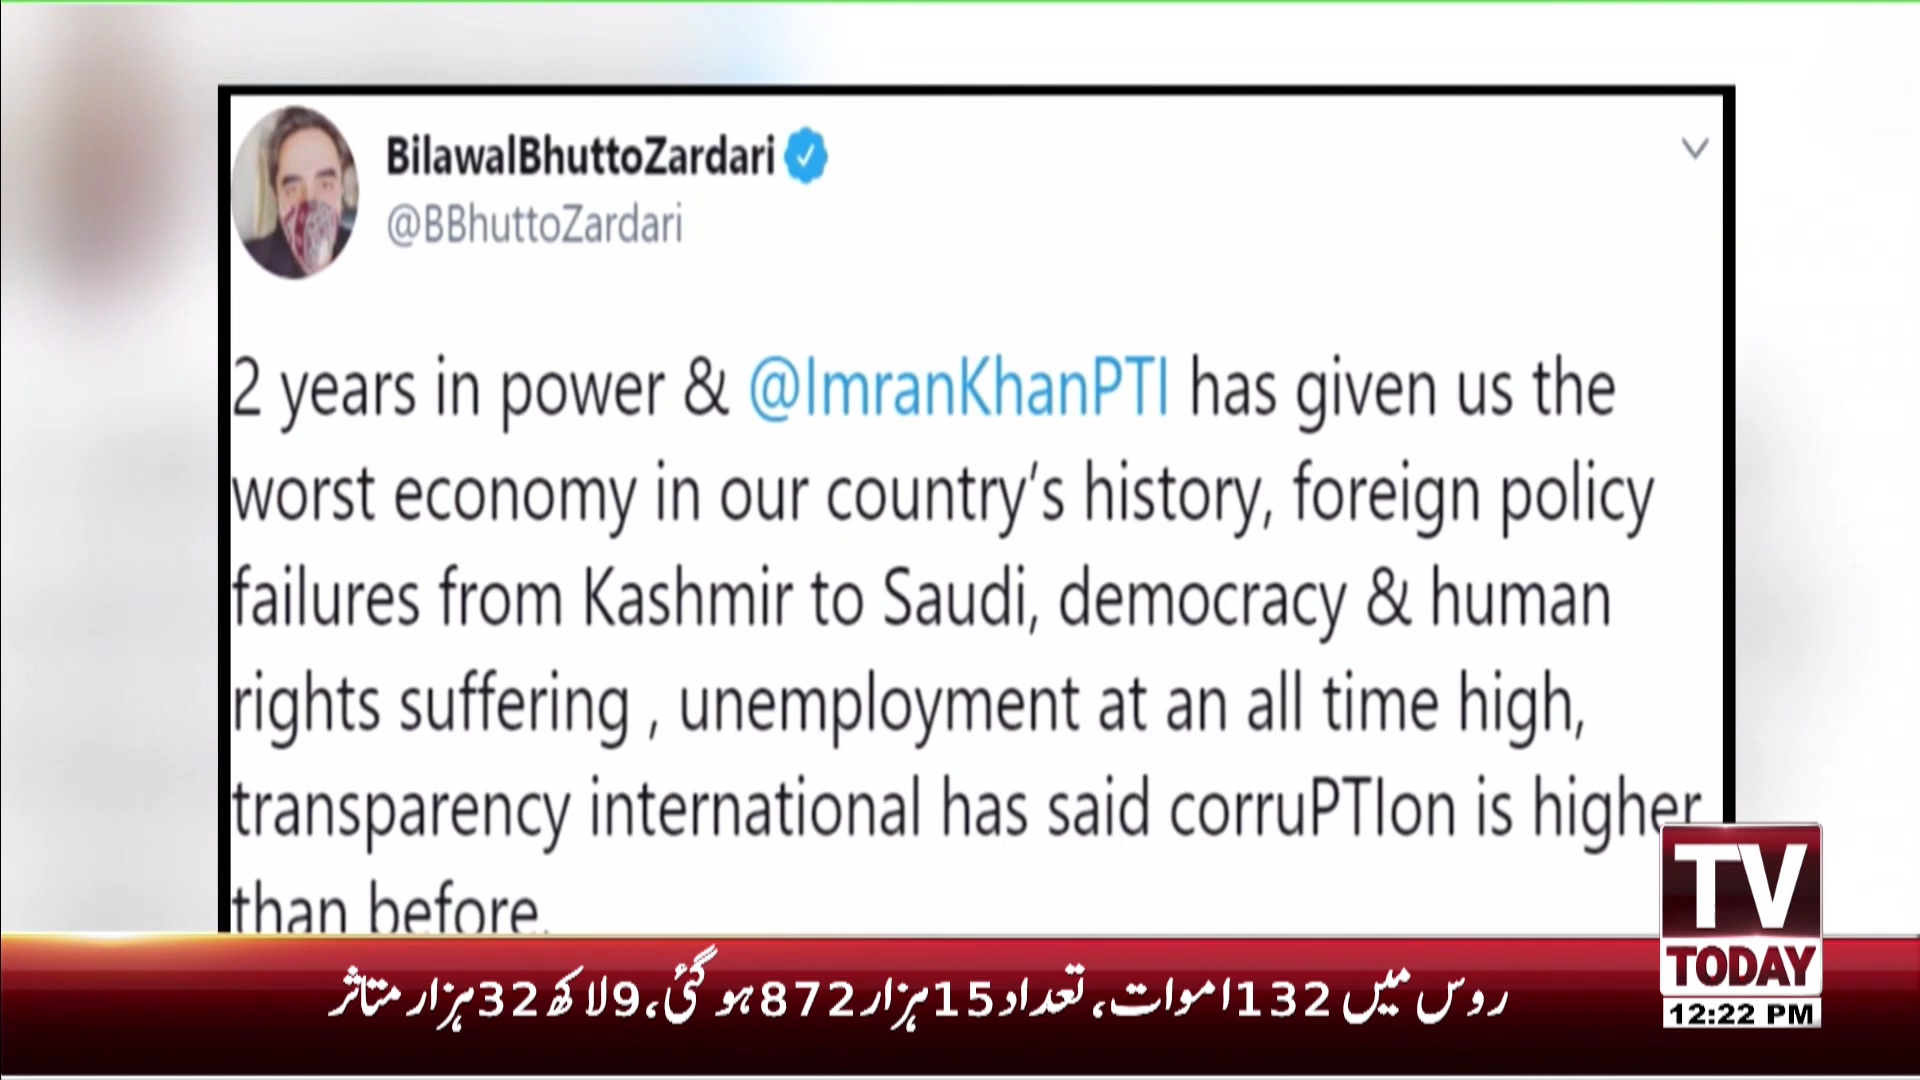 BilawalBhuttoZardari
@BBhuttoZardari
2 years in power & @ImranKhanPTI has given us the
worst economy in our country's history, foreign policy
failures from Kashmir to Saudi, democracy & human
rights suffering , unemployment at an all time high,
transparency international has said corruPTIon is higher
than before.
TV
TODAY
12:22 PM
روس میں 132 اموات، تعداد 15 ہزار 872 ہو گئی، 9 لاکھ 32 ہزار متاثر